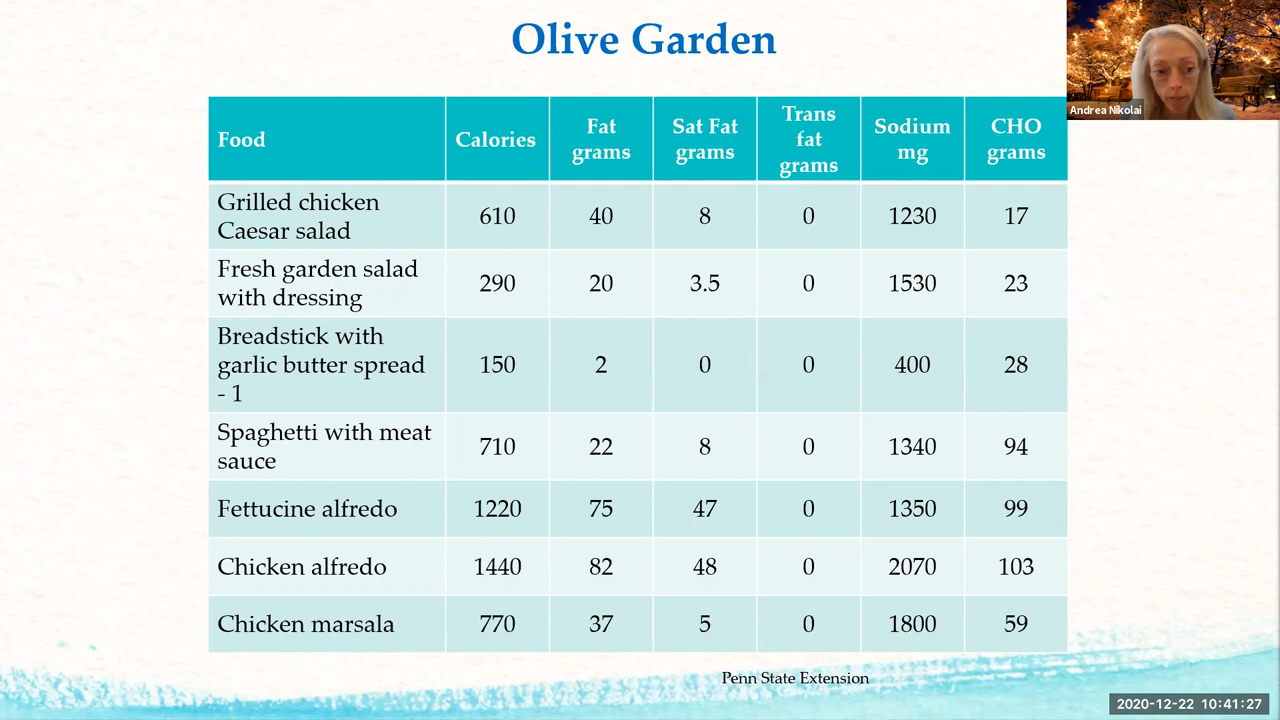 Olive Garden
Andrea Nikolai
Food
Calories
Fat
grams
Sat Fat
grams
Trans
fat
grams
Sodium
mg
CHO
grams
Grilled chicken
Caesar salad
610
40
8
0
1230
17
Fresh garden salad
with dressing
290
20
3.5
0
1530
23
Breadstick with
garlic butter spread
- 1
150
2
0
0
400
28
Spaghetti with meat
sauce
710
22
8
0
1340
94
Fettucine alfredo
1220
75
47
0
1350
99
Chicken alfredo
1440
82
48
0
2070
103
Chicken marsala
770
37
5
0
1800
59
Penn State Extension
2020-12-22 10:41:27